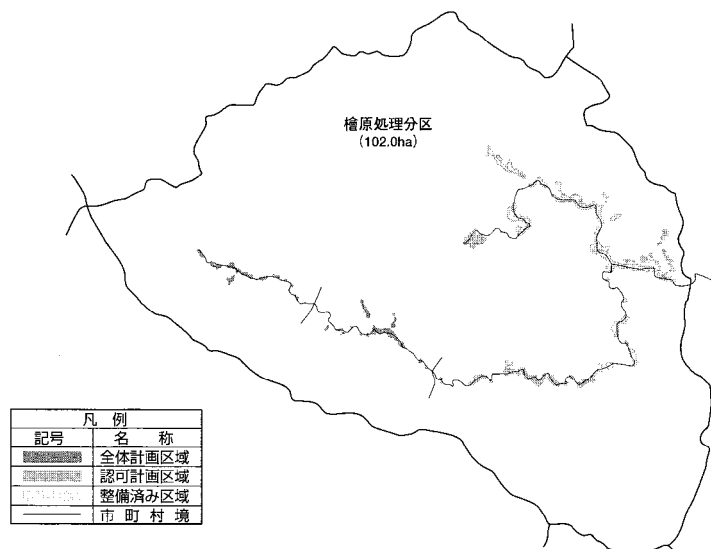 檜原処理分区
(102.0ha)
凡 例
記号 名 称
全体計画区域
認可計画区域
整備済み区域
市 町 村 境